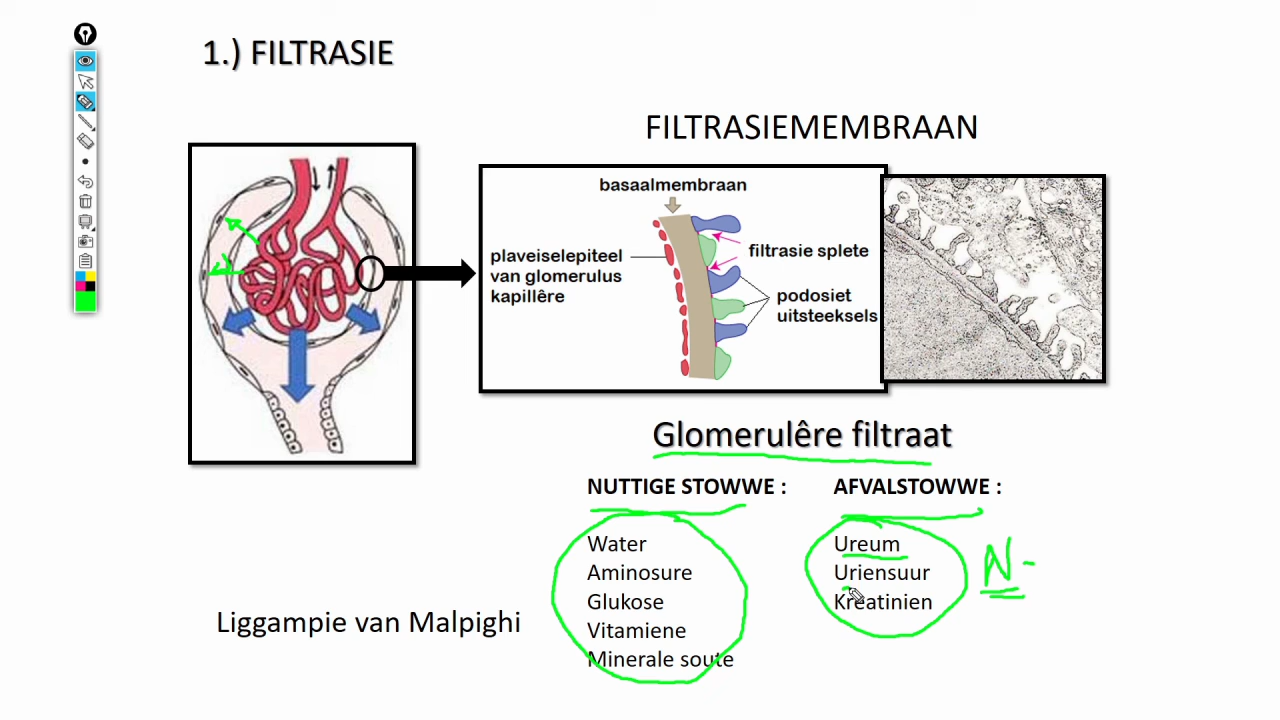 1.) FILTRASIE
FILTRASIEMEMBRAAN
basaalmembraan
plaveiselepiteel
van glomerulus
kapillêre
filtrasie splete
podosiet
uitsteeksels
Glomerulêre filtraat
NUTTIGE STOWWE :
Water
Aminosure
Glukose
Vitamiene
Minerale soute
AFVALSTOWWE :
Ureum
Uriensuur
Kreatinien
N-
Liggampie van Malpighi